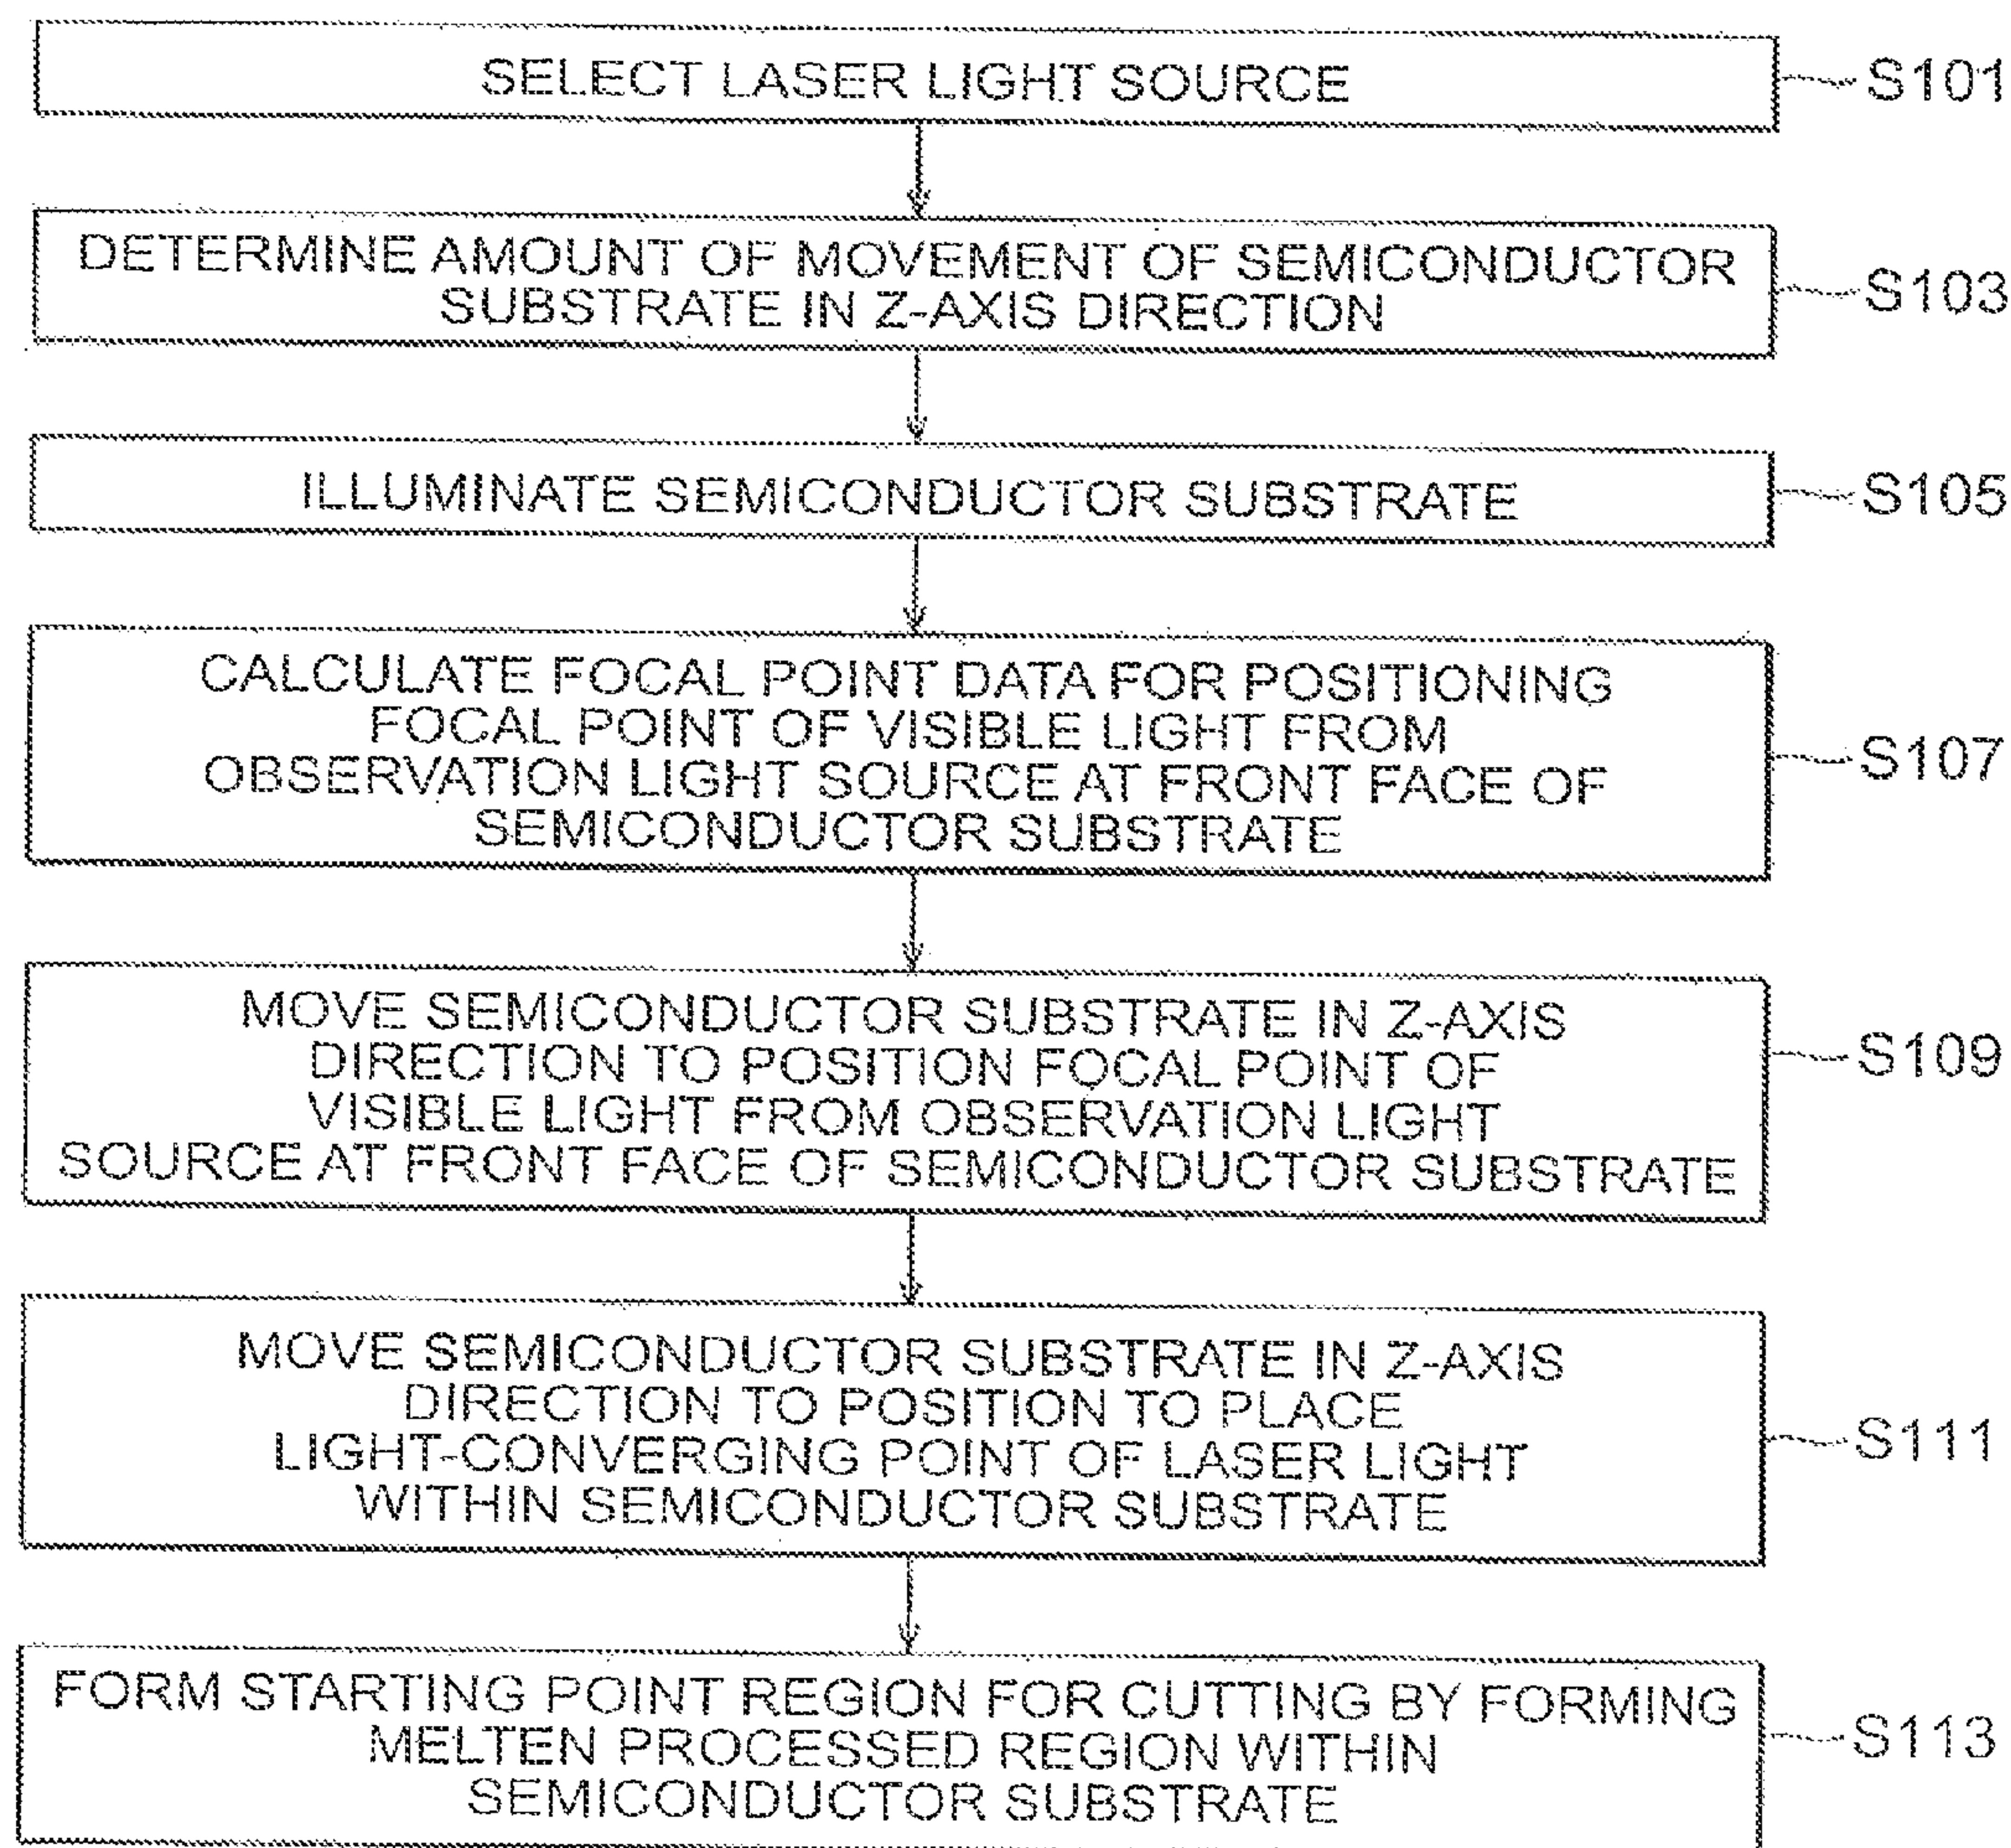 SELECT LASER LIGHT SOURCE
S101
DETERMINE AMOUNT OF MOVEMENT OF SEMICONDUCTOR
SUBSTRATE IN Z-AXIS DIRECTION
S103
ILLUMINATE SEMICONDUCTOR SUBSTRATE
S105
CALCULATE FOCAL POINT DATA FOR POSITIONING
FOCAL POINT OF VISIBLE LIGHT FROM
OBSERVATION LIGHT SOURCE AT FRONT FACE OF
SEMICONDUCTOR SUBSTRATE
S107
MOVE SEMICONDUCTOR SUBSTRATE IN Z-AXIS
DIRECTION TO POSITION FOCAL POINT OF
VISIBLE LIGHT FROM OBSERVATION LIGHT
SOURCE AT FRONT FACE OF SEMICONDUCTOR SUBSTRATE
S109
MOVE SEMICONDUCTOR SUBSTRATE IN Z-AXIS
DIRECTION TO POSITION TO PLACE
LIGHT-CONVERGING POINT OF LASER LIGHT
WITHIN SEMICONDUCTOR SUBSTRATE
S111
FORM STARTING POINT REGION FOR CUTTING BY FORMING
MELTEN PROCESSED REGION WITHIN
SEMICONDUCTOR SUBSTRATE
S113